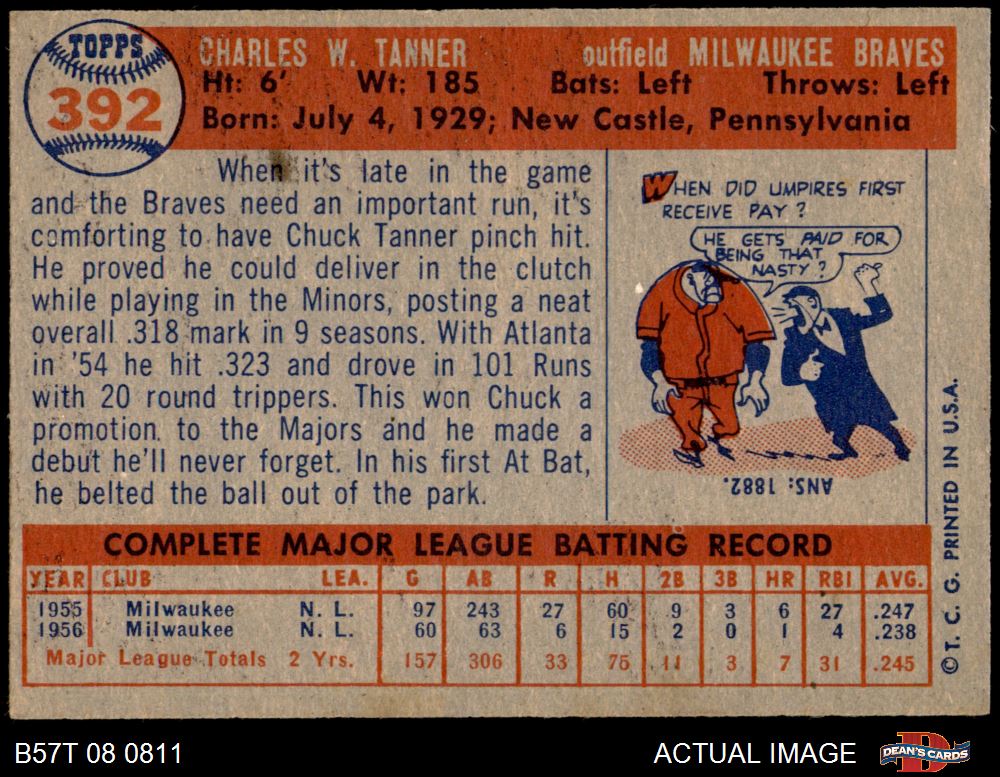 TOPPS
392
CHARLES W. TANNER outfield MILWAUKEE BRAVES
Ht: 6' Wt: 185 Bats: Left Throws: Left
Born: July 4, 1929; New Castle, Pennsylvania
When it's late in the game
and the Braves need an important run, it's
comforting to have Chuck Tanner pinch hit.
He proved he could deliver in the clutch
while playing in the Minors, posting a neat
overall .318 mark in 9 seasons. With Atlanta
in '54 he hit .323 and drove in 101 Runs
with 20 round trippers. This won Chuck a
promotion to the Majors and he made a
debut he'll never forget. In his first At Bat,
he belted the ball out of the park.
WHEN DID UMPIRES FIRST
RECEIVE PAY?
HE GETS PAID FOR
BEING THAT
NASTY?
ANS: 1882.
COMPLETE MAJOR LEAGUE BATTING RECORD
YEAR CLUB LEA. G AB R H 2B 3B HR RBI AVG.
1955 Milwaukee N. L. 97 243 27 60 9 3 6 27 .247
1956 Milwaukee N. L. 60 63 6 15 2 0 1 4 .238
Major League Totals 2 Yrs. 157 306 33 75 11 3 7 31 .245
© T. C. G. PRINTED IN U.S.A.
B57T 08 0811 ACTUAL IMAGE DEAN'S CARDS